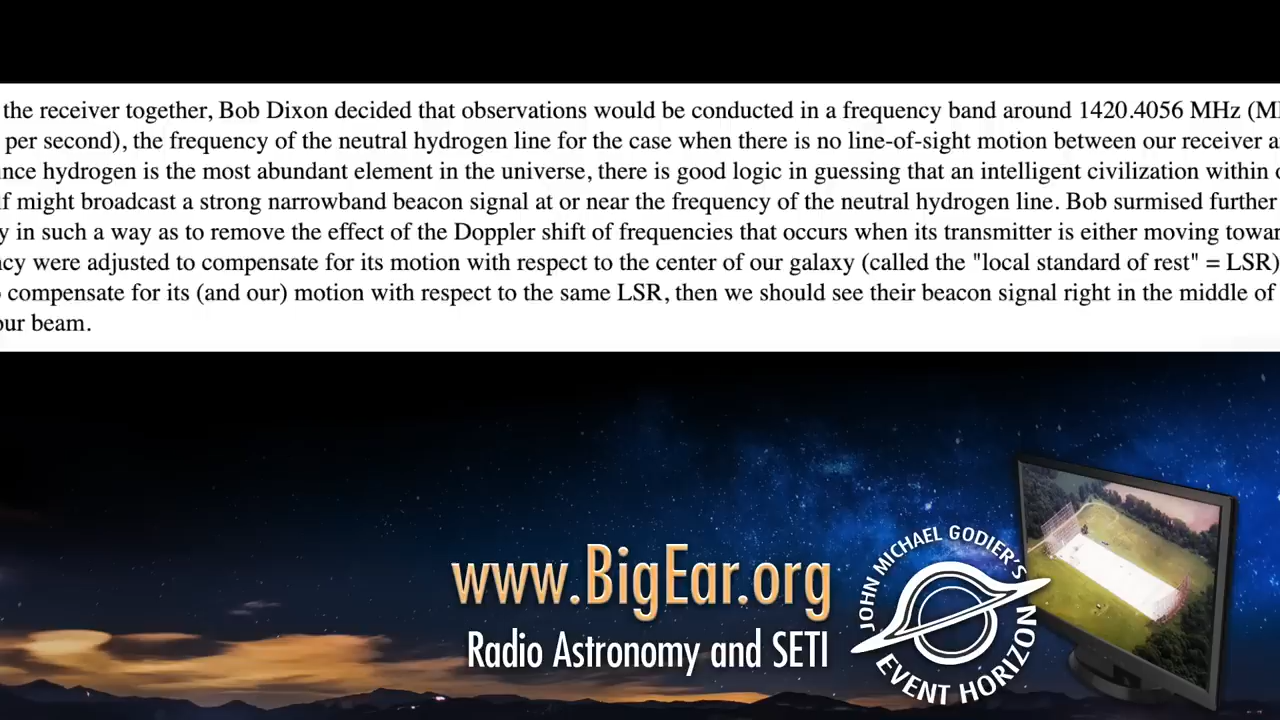 the receiver together, Bob Dixon decided that observations would be conducted in a frequency band around 1420.4056 MHz
per second), the frequency of the neutral hydrogen line for the case when there is no line-of-sight motion between our receiver
hydrogen is the most abundant element in the universe, there is good logic in guessing that an intelligent civilization within
might broadcast a strong narrowband beacon signal at or near the frequency of the neutral hydrogen line. Bob surmised further
in such a way as to remove the effect of the Doppler shift of frequencies that occurs when its transmitter is either moving
were adjusted to compensate for its motion with respect to the center of our galaxy (called the "local standard of rest" = LSR)
compensate for its (and our) motion with respect to the same LSR, then we should see their beacon signal right in the middle of
our beam.
www.BigEar.org
Radio Astronomy and SETI
JOHN MICHAEL GODIER'S
EVENT HORIZON